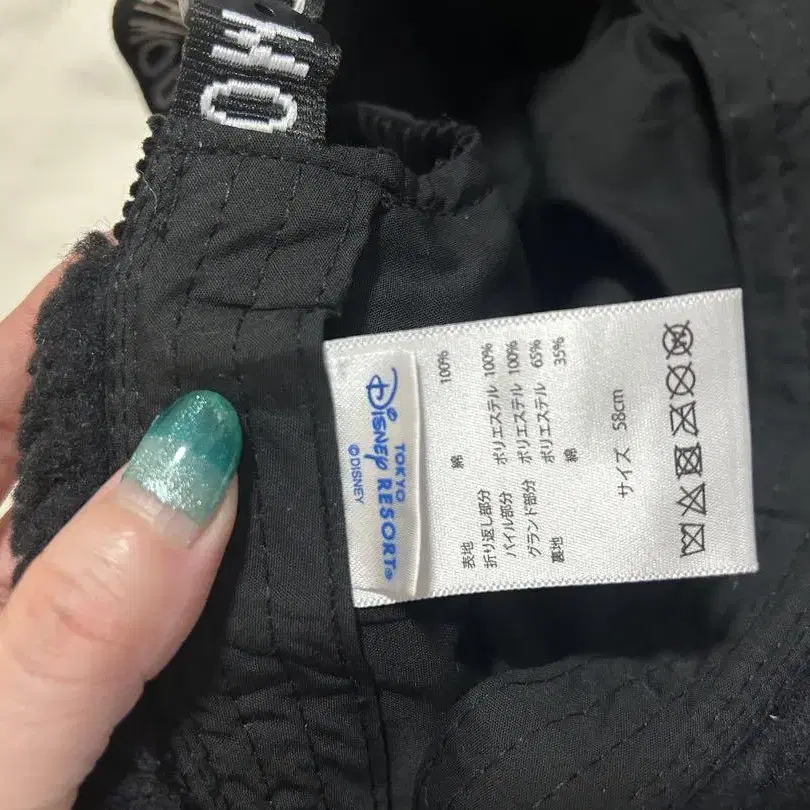 TOKYO
DISNEY RESORT®
©DISNEY
表地 綿 100%
折り返し部分 ポリエステル 100%
パイル部分 ポリエステル 100%
グランド部分 ポリエステル 65%
綿 35%
裏地
サイズ 58cm